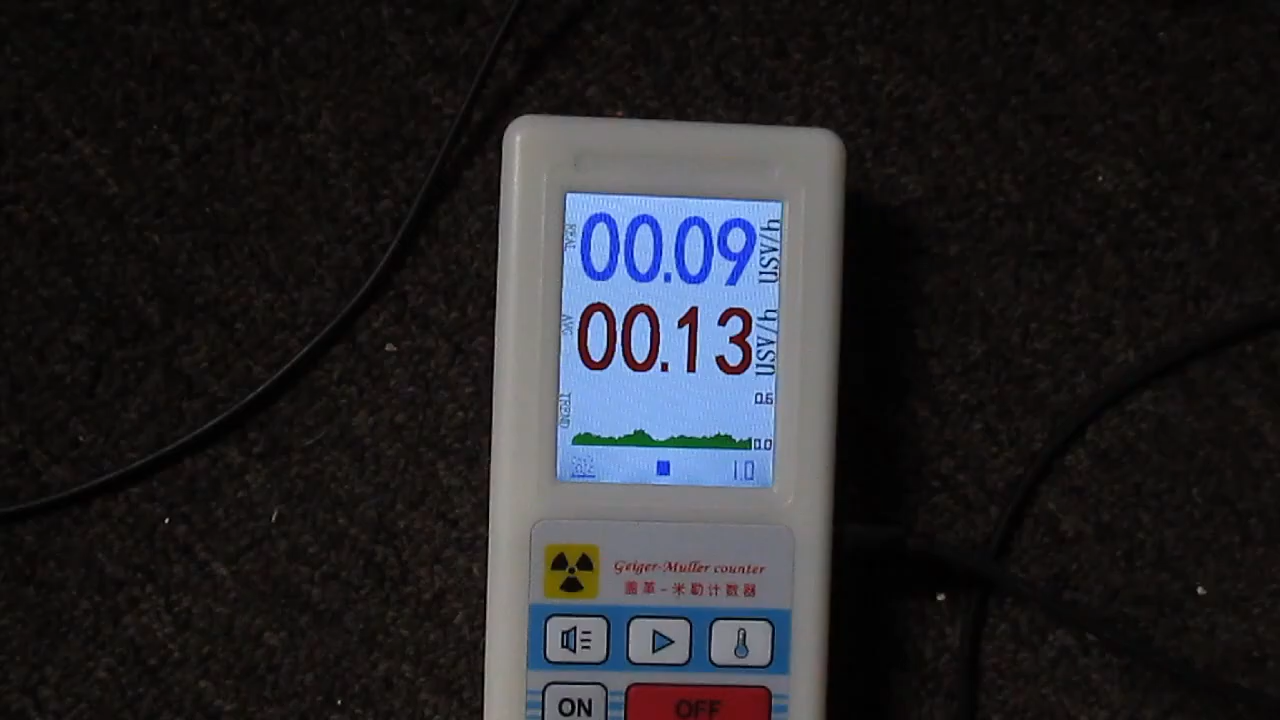 REAL 00.09 uSv/h
AVG 00.13 uSv/h
TREND 0.6
0.0
1.0
Geiger-Muller counter
盖革-米勒计数器
ON OFF